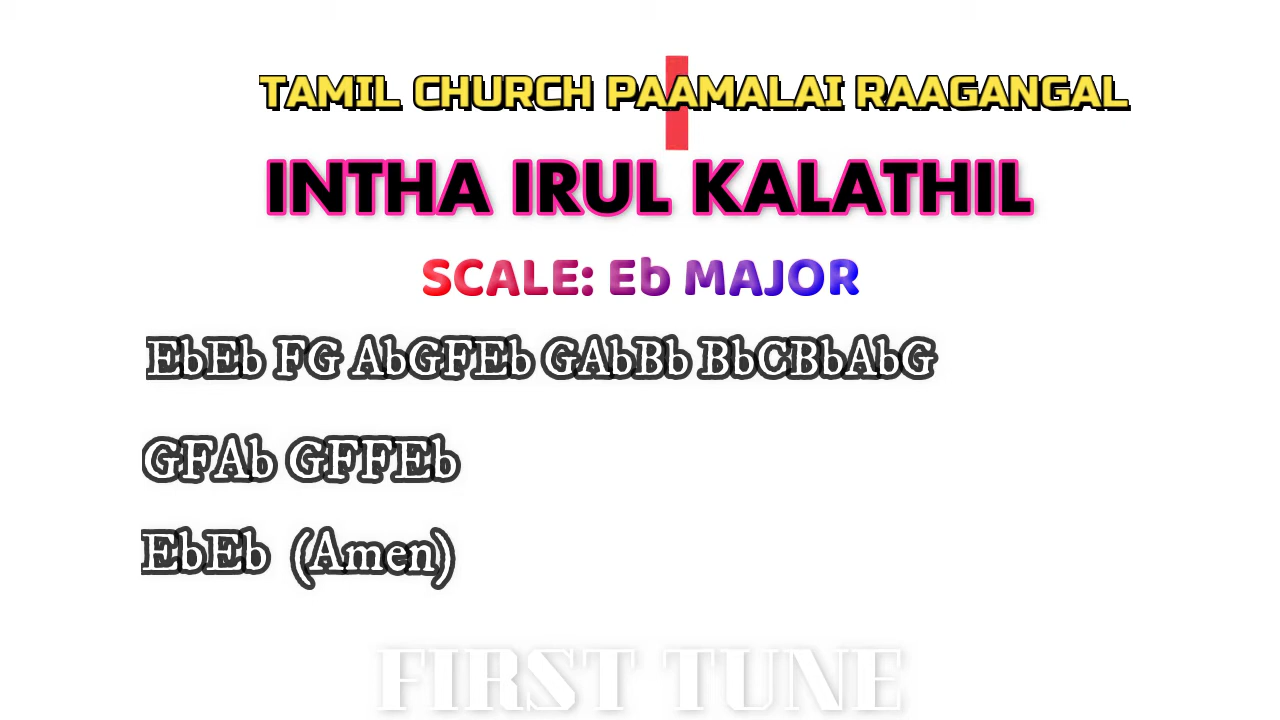 TAMIL CHURCH PAAMALAI RAAGANGAL
INTHA IRUL KALATHIL
SCALE: Eb MAJOR
EbEb FG AbGFEb GAbBb BbCBbAbG
GFAb GFFEb
EbEb (Amen)
FIRST TUNE